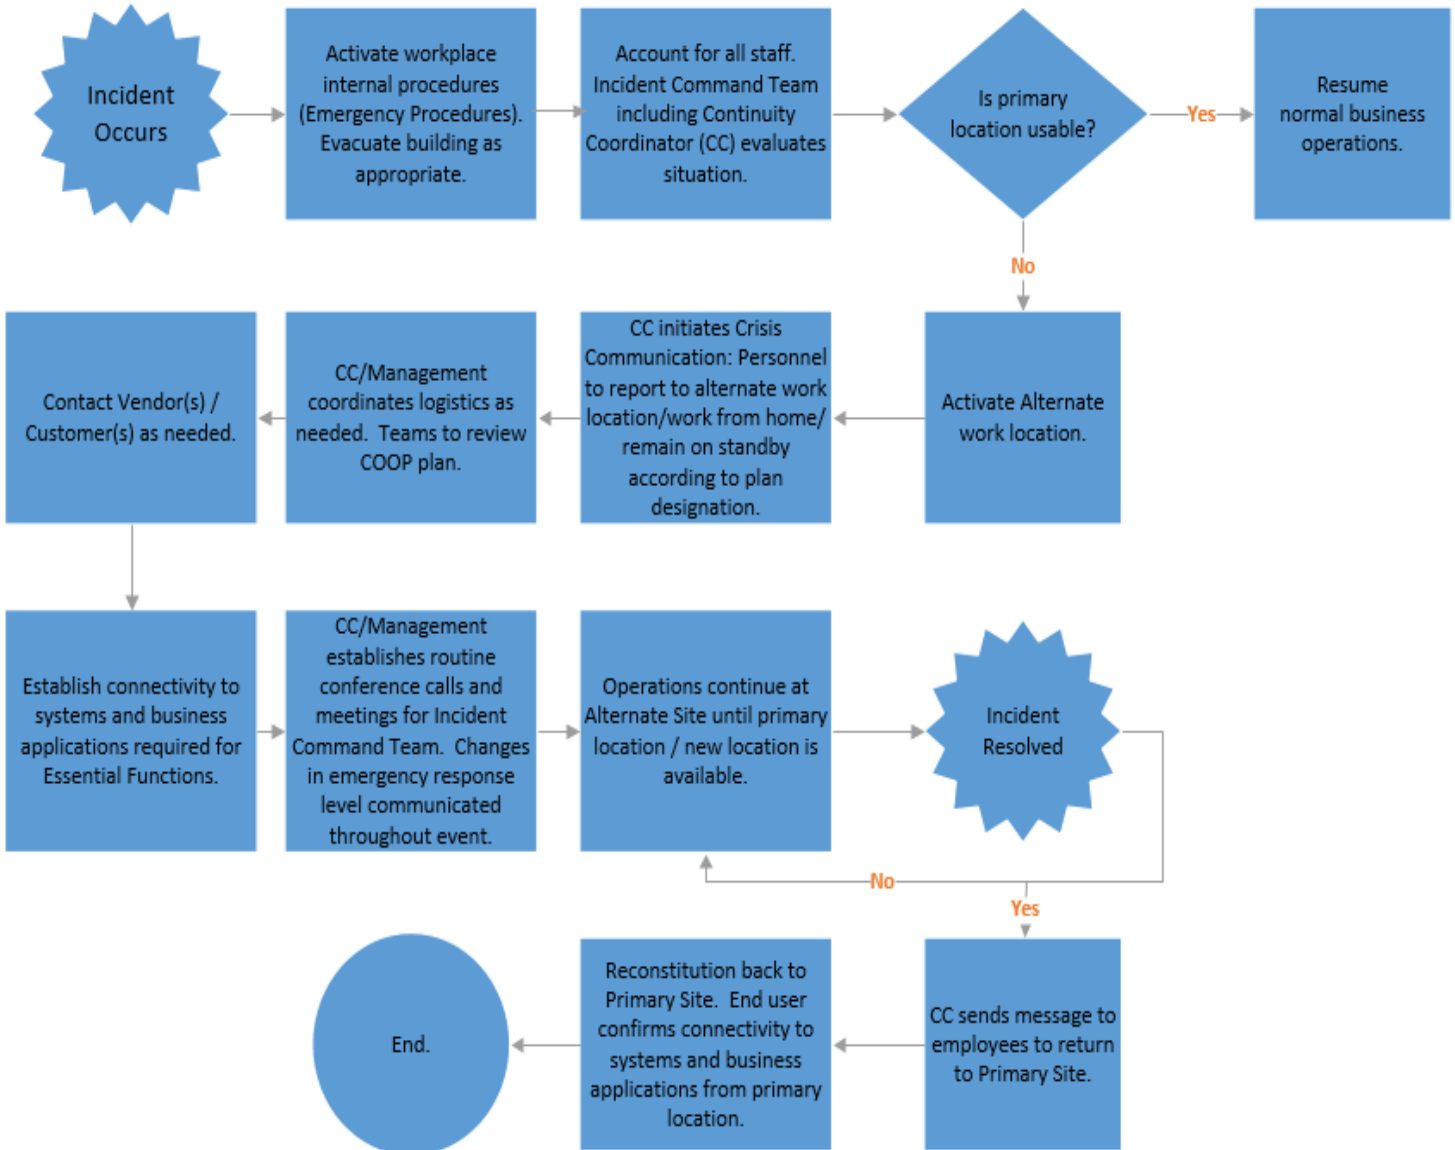 Incident
Occurs
Activate workplace
internal procedures
(Emergency Procedures).
Evacuate building as
appropriate.
Account for all staff.
Incident Command Team
including Continuity
Coordinator (CC) evaluates
situation.
Is primary
location usable?
Yes
Resume
normal business
operations.
No
Activate Alternate
work location.
CC initiates Crisis
Communication: Personnel
to report to alternate work
location/work from home/
remain on standby
according to plan
designation.
CC/Management
coordinates logistics as
needed.  Teams to review
COOP plan.
Contact Vendor(s) /
Customer(s) as needed.
Establish connectivity to
systems and business
applications required for
Essential Functions.
CC/Management
establishes routine
conference calls and
meetings for Incident
Command Team.  Changes
in emergency response
level communicated
throughout event.
Operations continue at
Alternate Site until primary
location / new location is
available.
Incident
Resolved
No
Yes
CC sends message to
employees to return
to Primary Site.
Reconstitution back to
Primary Site.  End user
confirms connectivity to
systems and business
applications from primary
location.
End.